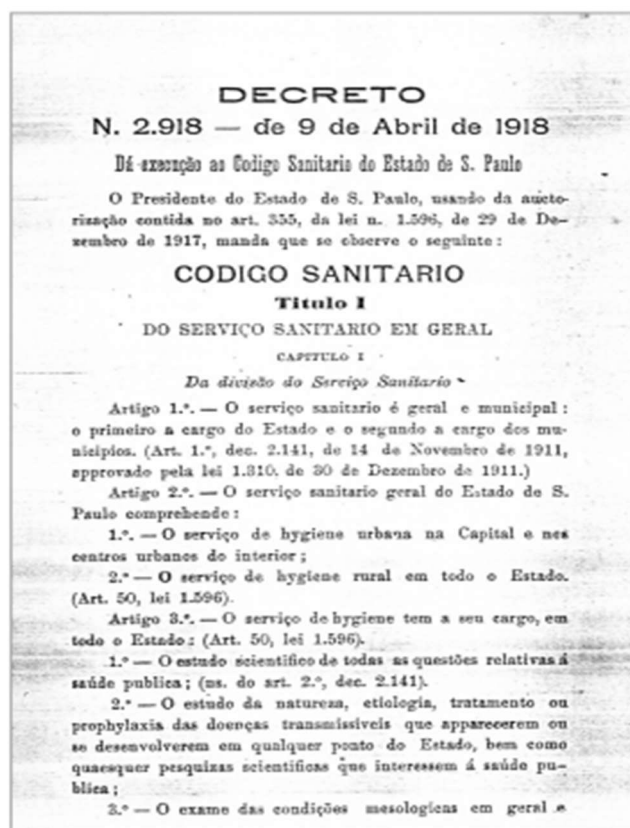 DECRETO
N. 2.918 — de 9 de Abril de 1918
Dá execução ao Codigo Sanitario do Estado de S. Paulo
O Presidente do Estado de S. Paulo, usando da aucto-
rização contida no art. 355, da lei n. 1.596, de 29 de De-
zembro de 1917, manda que se observe o seguinte:
CODIGO SANITARIO
Titulo I
DO SERVIÇO SANITARIO EM GERAL
CAPITULO I
Da divisão do Serviço Sanitario
Artigo 1.º. — O serviço sanitario é geral e municipal:
o primeiro a cargo do Estado e o segundo a cargo dos mu-
nicipios. (Art. 1.º, dec. 2.141, de 14 de Novembro de 1911,
approvado pela lei 1.310, de 30 de Dezembro de 1911.)
Artigo 2.º. — O serviço sanitario geral do Estado de S.
Paulo comprehende:
1.º. — O serviço de hygiene urbana na Capital e nos
centros urbanos do interior;
2.º — O serviço de hygiene rural em todo o Estado.
(Art. 50, lei 1.596).
Artigo 3.º. — O serviço de hygiene tem a seu cargo, em
todo o Estado: (Art. 50, lei 1.596).
1.º — O estudo scientifico de todas as questões relativas á
saúde publica; (ns. do art. 2.º, dec. 2.141).
2.º — O estudo da natureza, etiologia, tratamento ou
prophylaxia das doenças transmissiveis que apparecerem ou
se desenvolverem em qualquer ponto do Estado, bem como
quaesquer pesquizas scientificas que interessem á saúde pu-
blica;
3.º — O exame das condições mesologicas em geral e